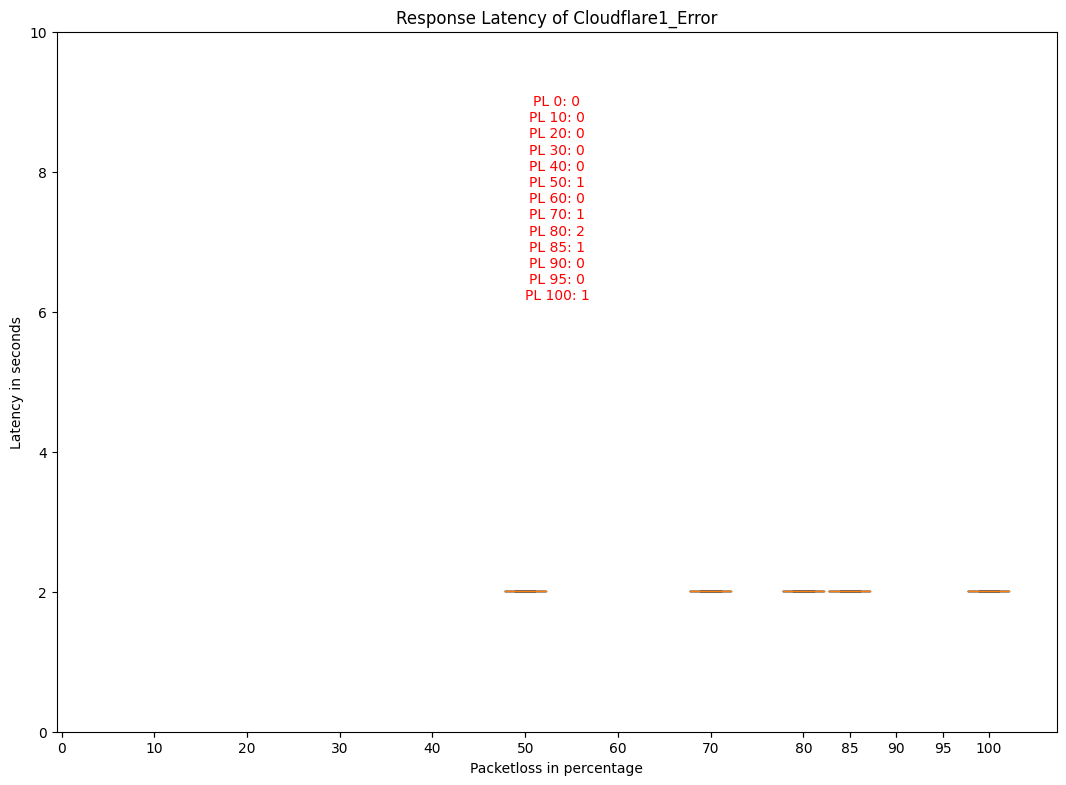 Response Latency of Cloudflare1_Error
10
8
6
4
2
0
Latency in seconds
PL 0: 0
PL 10: 0
PL 20: 0
PL 30: 0
PL 40: 0
PL 50: 1
PL 60: 0
PL 70: 1
PL 80: 2
PL 85: 1
PL 90: 0
PL 95: 0
PL 100: 1
0 10 20 30 40 50 60 70 80 85 90 95 100
Packetloss in percentage